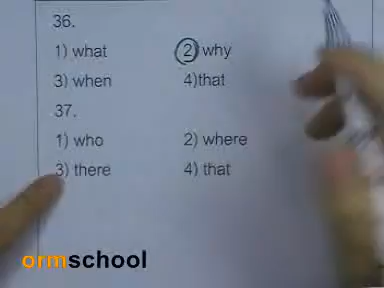 36.
1) what 2) why
3) when 4)that
37.
1) who 2) where
3) there 4) that
ormschool